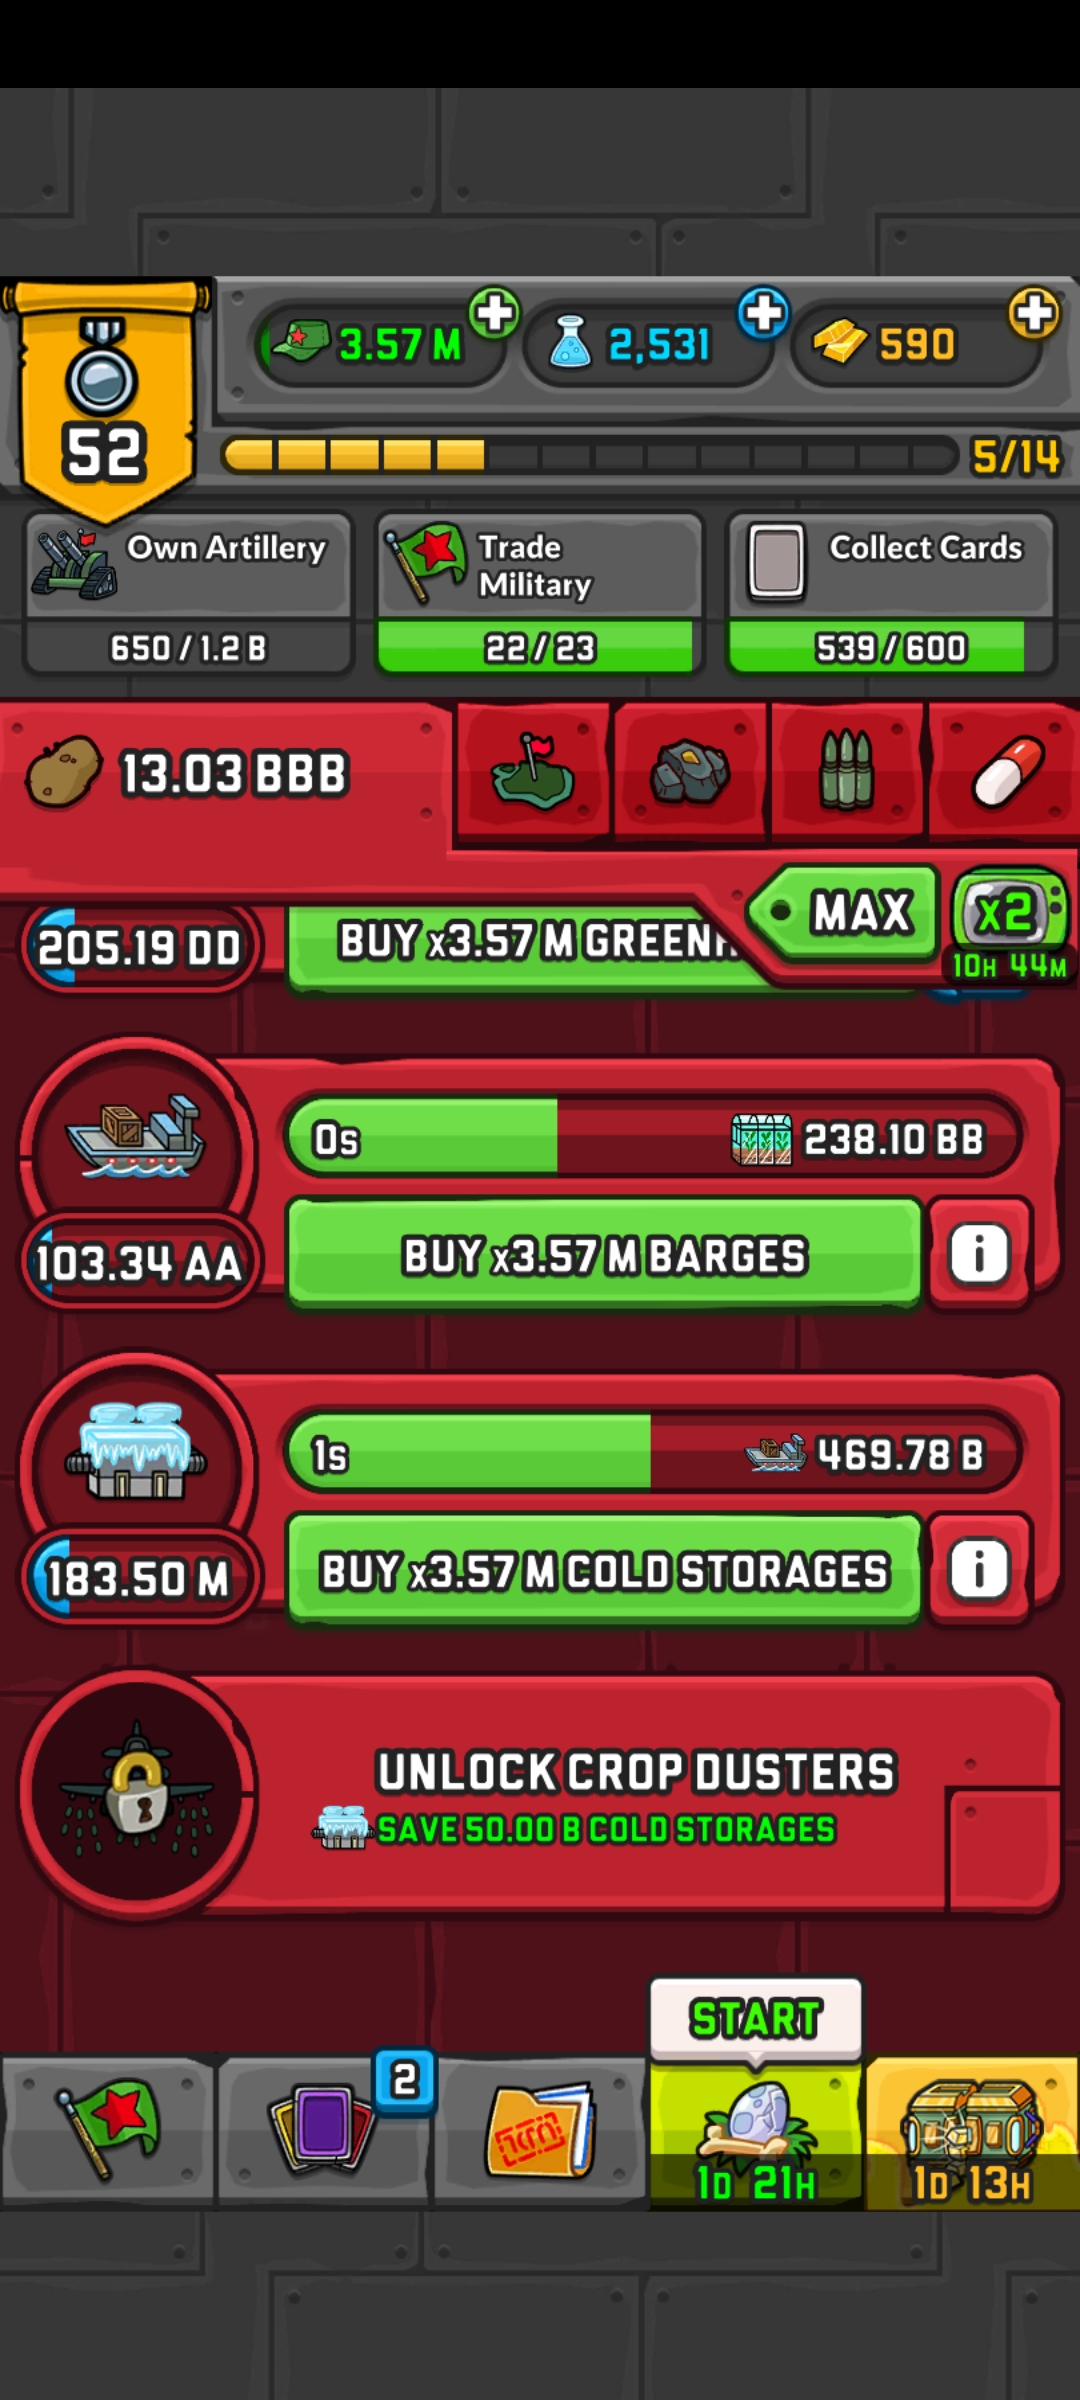 3.57 M
2,531
590
52
5/14
Own Artillery
650 / 1.2 B
Trade
Military
22 / 23
Collect Cards
539 / 600
13.03 BBB
MAX
x2
10H 44M
205.19 DD
BUY x3.57 M
0s
238.10 BB
103.34 AA
BUY x3.57 M BARGES
i
1s
469.78 B
183.50 M
BUY x3.57 M COLD STORAGES
i
UNLOCK CROP DUSTERS
SAVE 50.00 B COLD STORAGES
START
2
1D 21H
1D 13H